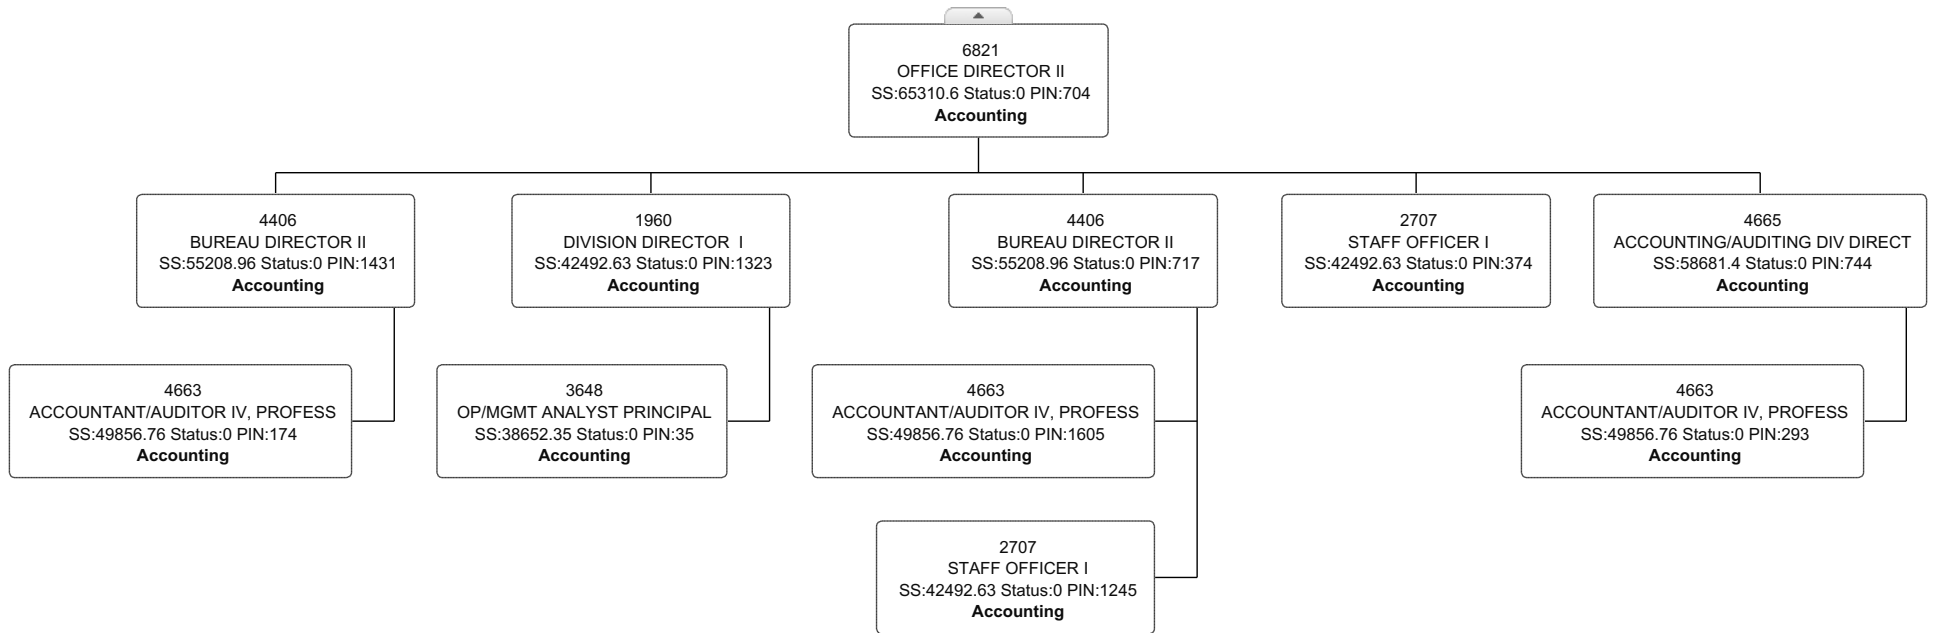 6821
OFFICE DIRECTOR II
SS:65310.6 Status:0 PIN:704
Accounting
4406
BUREAU DIRECTOR II
SS:55208.96 Status:0 PIN:1431
Accounting
1960
DIVISION DIRECTOR  I
SS:42492.63 Status:0 PIN:1323
Accounting
4406
BUREAU DIRECTOR II
SS:55208.96 Status:0 PIN:717
Accounting
2707
STAFF OFFICER I
SS:42492.63 Status:0 PIN:374
Accounting
4665
ACCOUNTING/AUDITING DIV DIRECT
SS:58681.4 Status:0 PIN:744
Accounting
4663
ACCOUNTANT/AUDITOR IV, PROFESS
SS:49856.76 Status:0 PIN:174
Accounting
3648
OP/MGMT ANALYST PRINCIPAL
SS:38652.35 Status:0 PIN:35
Accounting
4663
ACCOUNTANT/AUDITOR IV, PROFESS
SS:49856.76 Status:0 PIN:1605
Accounting
4663
ACCOUNTANT/AUDITOR IV, PROFESS
SS:49856.76 Status:0 PIN:293
Accounting
2707
STAFF OFFICER I
SS:42492.63 Status:0 PIN:1245
Accounting